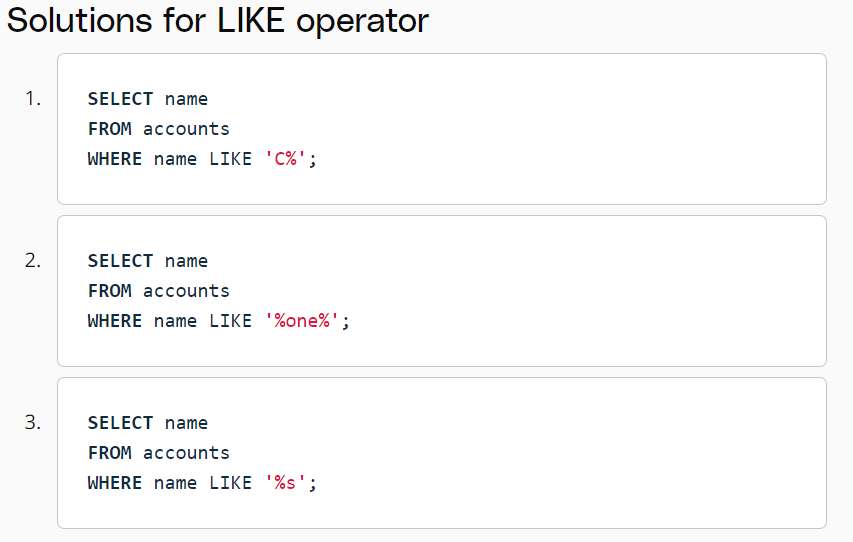 Solutions for LIKE operator
1.
SELECT name
FROM accounts
WHERE name LIKE 'C%';
2.
SELECT name
FROM accounts
WHERE name LIKE '%one%';
3.
SELECT name
FROM accounts
WHERE name LIKE '%s';